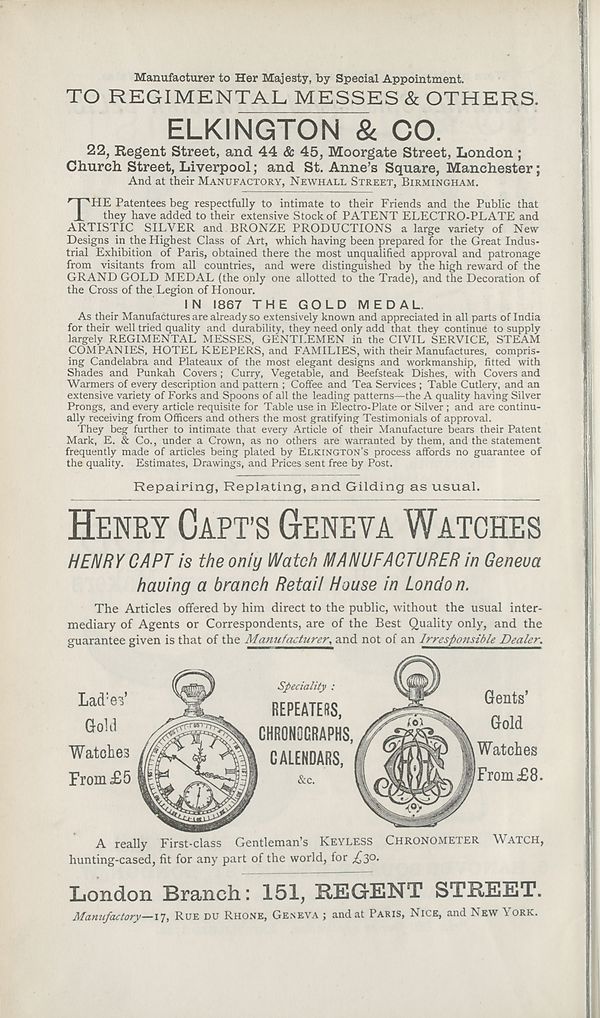 Manufacturer to Her Majesty, by Special Appointment.
TO REGIMENTAL MESSES & OTHERS.
ELKINGTON & CO.
22, Regent Street, and 44 & 45, Moorgate Street, London ;
Church Street, Liverpool; and St. Anne's Square, Manchester;
And at their MANUFACTORY, NEWHALL STREET, BIRMINGHAM.
THE Patentees beg respectfully to intimate to their Friends and the Public that
they have added to their extensive Stock of PATENT ELECTRO-PLATE and
ARTISTIC SILVER and BRONZE PRODUCTIONS a large variety of New
Designs in the Highest Class of Art, which having been prepared for the Great Indus-
trial Exhibition of Paris, obtained there the most unqualified approval and patronage
from visitants from all countries, and were distinguished by the high reward of the
GRAND GOLD MEDAL (the only one allotted to the Trade), and the Decoration of
the Cross of the Legion of Honour.
IN 1867 THE GOLD MEDAL.
As their Manufactures are already so extensively known and appreciated in all parts of India
for their well tried quality and durability, they need only add that they continue to supply
largely REGIMENTAL MESSES, GENTLEMEN in the CIVIL SERVICE, STEAM
COMPANIES, HOTEL KEEPERS, and FAMILIES, with their Manufactures, compris-
ing Candelabra and Plateaux of the most elegant designs and workmanship, fitted with
Shades and Punkah Covers; Curry, Vegetable, and Beefsteak Dishes, with Covers and
Warmers of every description and pattern ; Coffee and Tea Services ; Table Cutlery, and an
extensive variety of Forks and Spoons of all the leading patterns—the A quality having Silver
Prongs, and every article requisite for Table use in Electro-Plate or Silver ; and are continu-
ally receiving from Officers and others the most gratifying Testimonials of approval.
They beg further to intimate that every Article of their Manufacture bears their Patent
Mark, E. & Co., under a Crown, as no others are warranted by them, and the statement
frequently made of articles being plated by ELKINGTON'S process affords no guarantee of
the quality. Estimates, Drawings, and Prices sent free by Post.
Repairing, Replating, and Gilding as usual.
HENRY CAPT'S GENEVA WATCHES
HENRY CAPT is the only Watch MANUFACTURER in Geneva
having a branch Retail House in London.
The Articles offered by him direct to the public, without the usual inter-
mediary of Agents or Correspondents, are of the Best Quality only, and the
guarantee given is that of the Manufacturer, and not of an Irresponsible Dealer.
Ladies'
Gold
Watches
From £5
Speciality :
REPEATERS,
CHRONOGRAPHS,
CALENDARS,
&c.
Gents'
Gold
Watches
From £8.
A really First-class Gentleman's KEYLESS CHRONOMETER WATCH,
hunting-cased, fit for any part of the world, for £30.
London Branch: 151, REGENT STREET.
Manufactory—17, RUE DU RHONE, GENEVA ; and at PARIS, NICE, and NEW YORK.